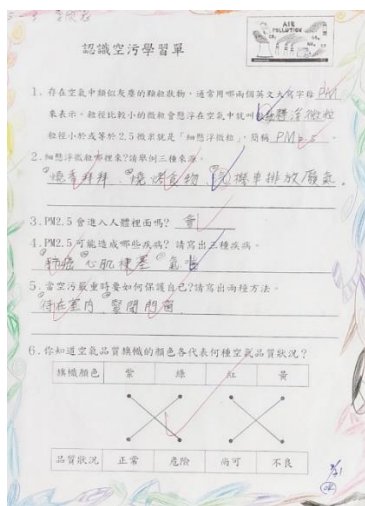 AIR POLLUTION
認識空污學習單
1.存在空氣中類似灰塵的顆粒狀物,通常用哪兩個英文大寫字母 PM
來表示。粒徑比較小的微粒會懸浮在空氣中就叫 懸浮微粒
粒徑小於或等於2.5微米就是「細懸浮微粒」,簡稱 PM2.5。
2.細懸浮微粒哪裡來?請舉例三種來源。
燒香拜拜 燒烤食物 汽機車排放廢氣。
3.PM2.5會進入人體裡面嗎? 會
4.PM2.5可能造成哪些疾病? 請寫出三種疾病。
肺癌 心肌梗塞 氣喘
5.當空污嚴重時要如何保護自己?請寫出兩種方法。
待在室內、緊閉門窗
6.你知道空氣品質旗幟的顏色各代表何種空氣品質狀況?
旗幟顏色 紫 綠 紅 黃
品質狀況 正常 危險 尚可 不良